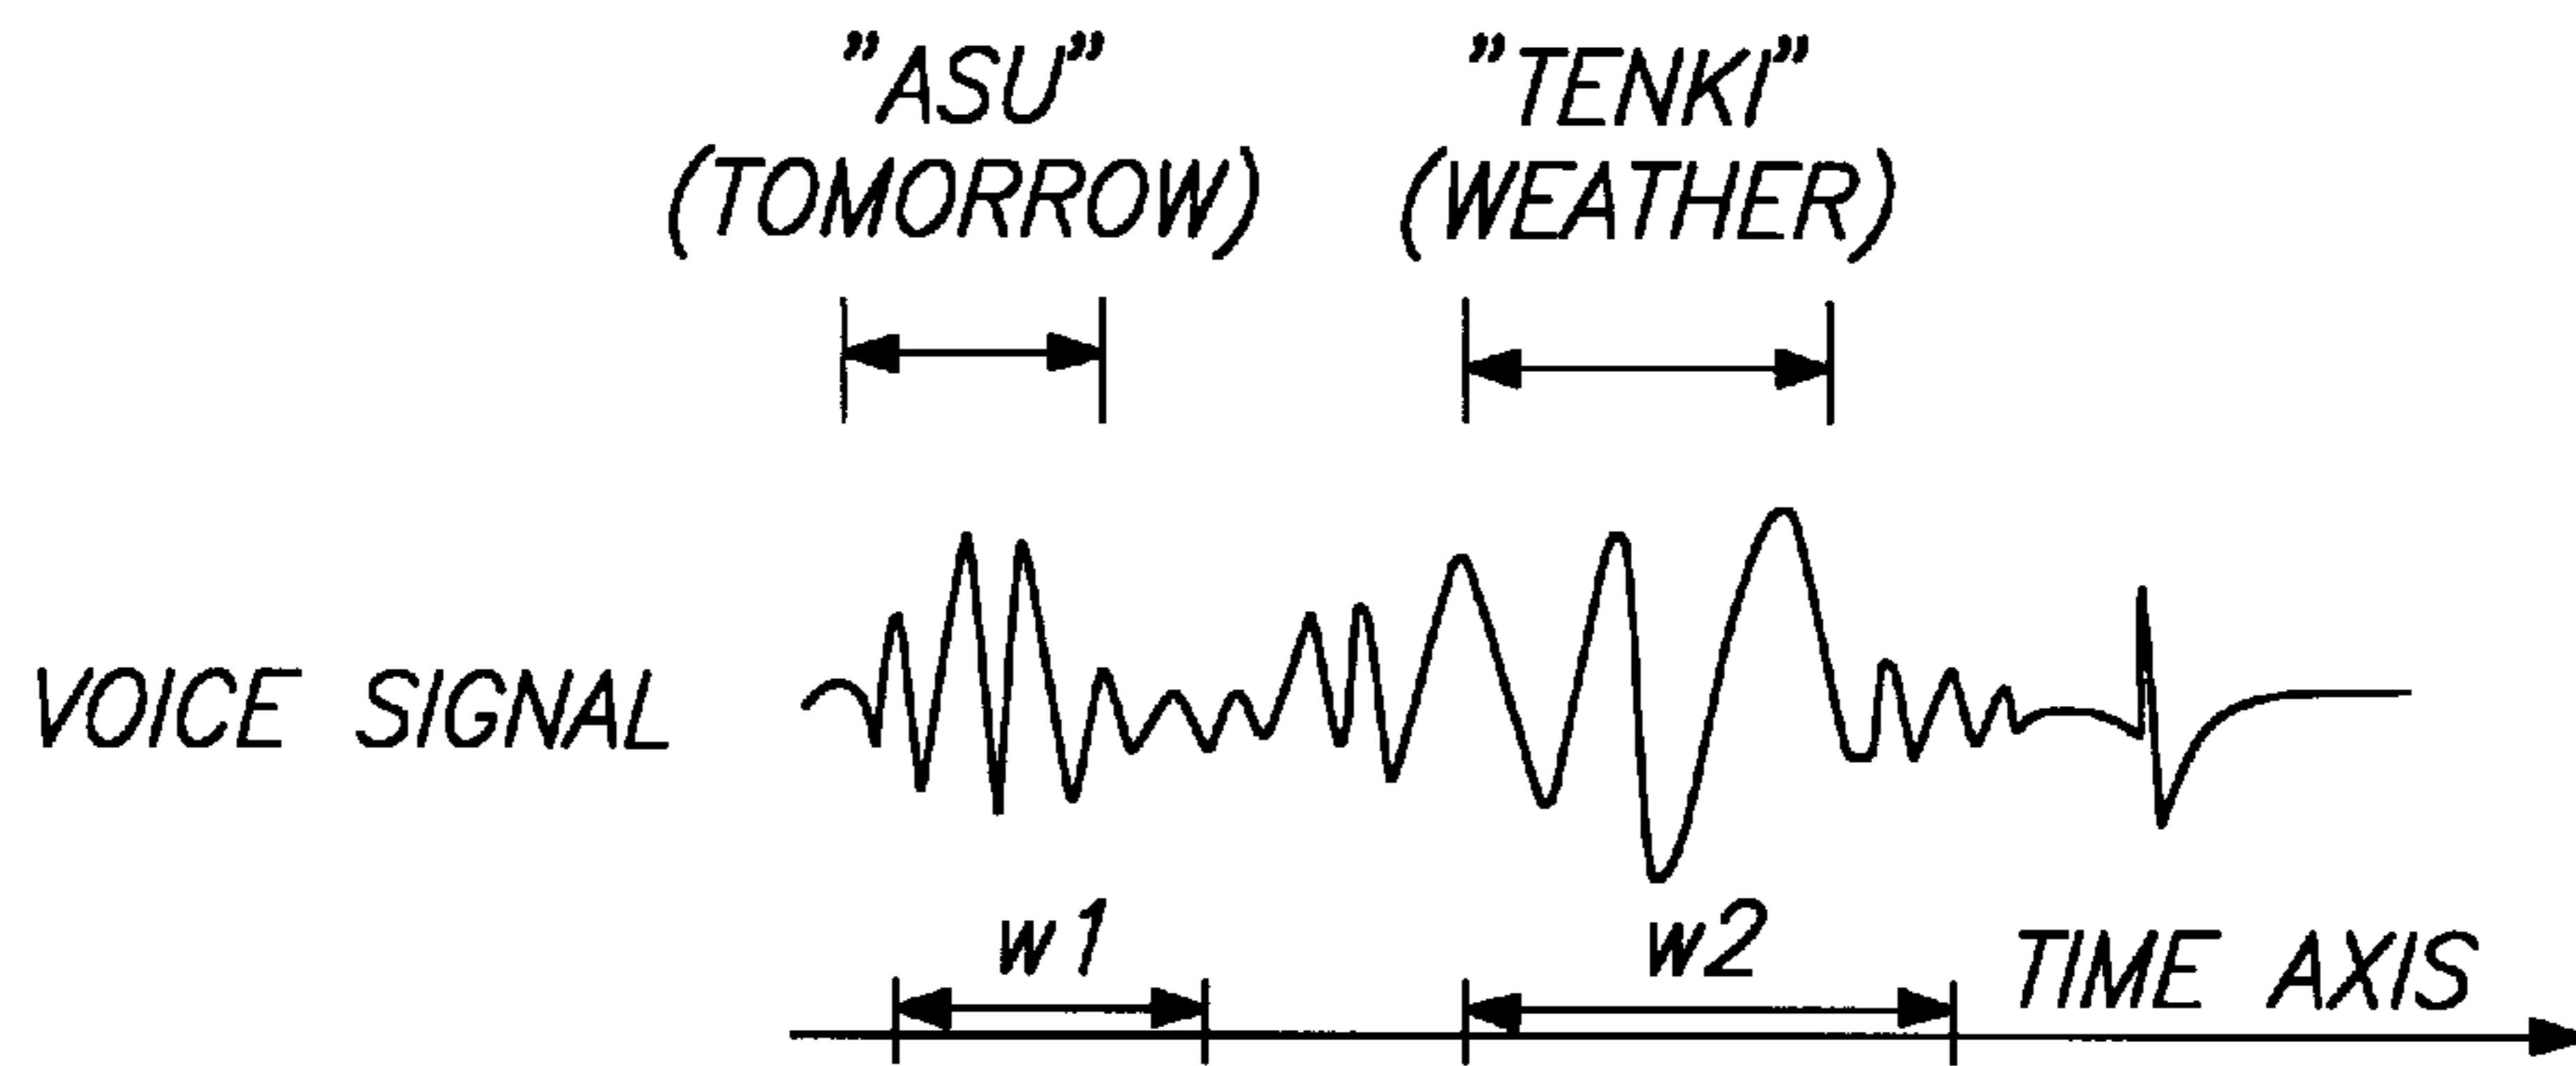 "ASU" "TENKI"
(TOMORROW) (WEATHER)
VOICE SIGNAL
w1 w2 TIME AXIS